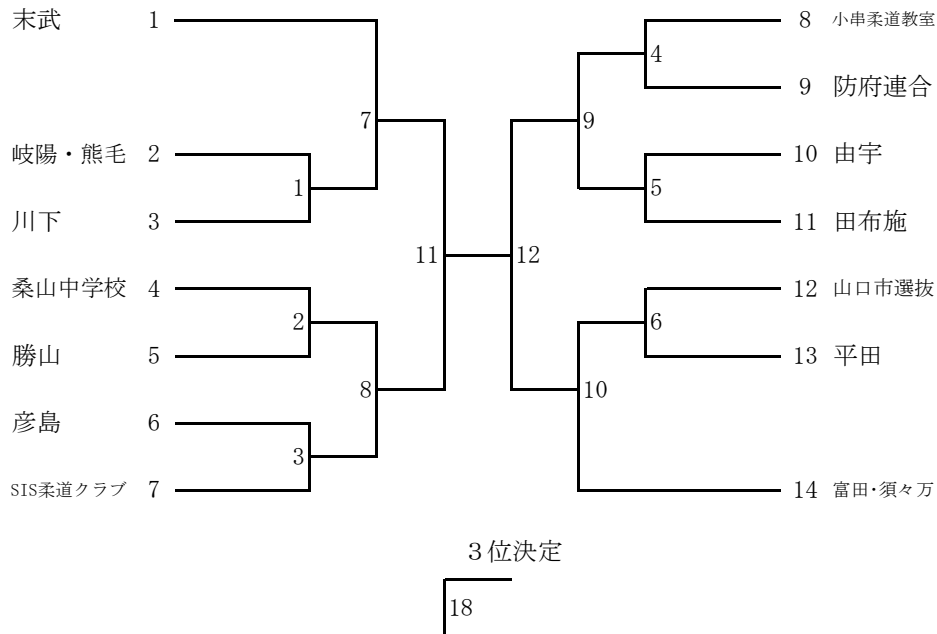 末武 1
岐陽・熊毛 2
川下 3
桑山中学校 4
勝山 5
彦島 6
SIS柔道クラブ 7
1
2
3
7
8
11
12
9
10
4
5
6
8 小串柔道教室
9 防府連合
10 由宇
11 田布施
12 山口市選抜
13 平田
14 富田・須々万
３位決定
18